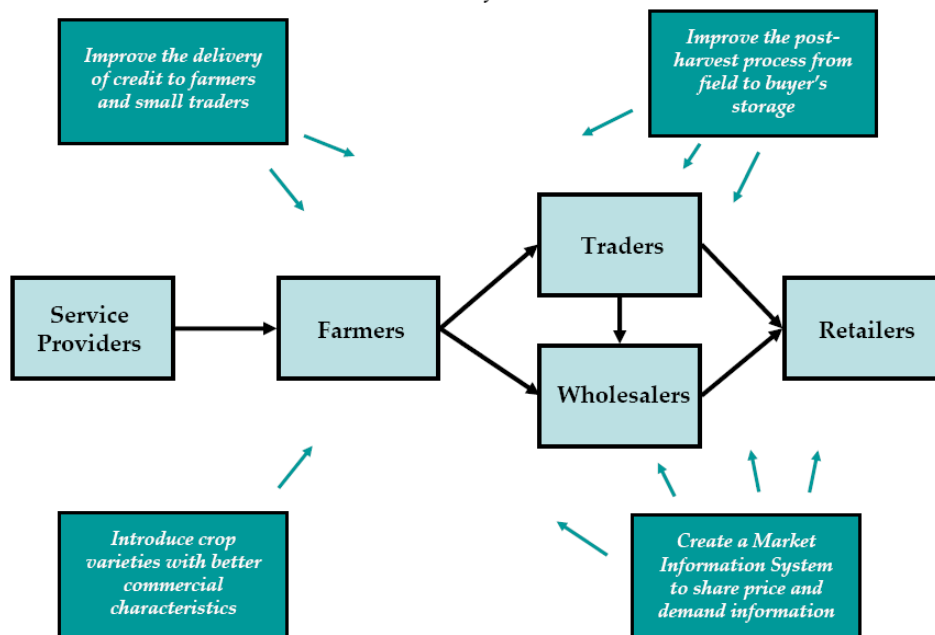 Improve the delivery
of credit to farmers
and small traders
Improve the post-
harvest process from
field to buyer's
storage
Traders
Service
Providers
Farmers
Retailers
Wholesalers
Introduce crop
varieties with better
commercial
characteristics
Create a Market
Information System
to share price and
demand information